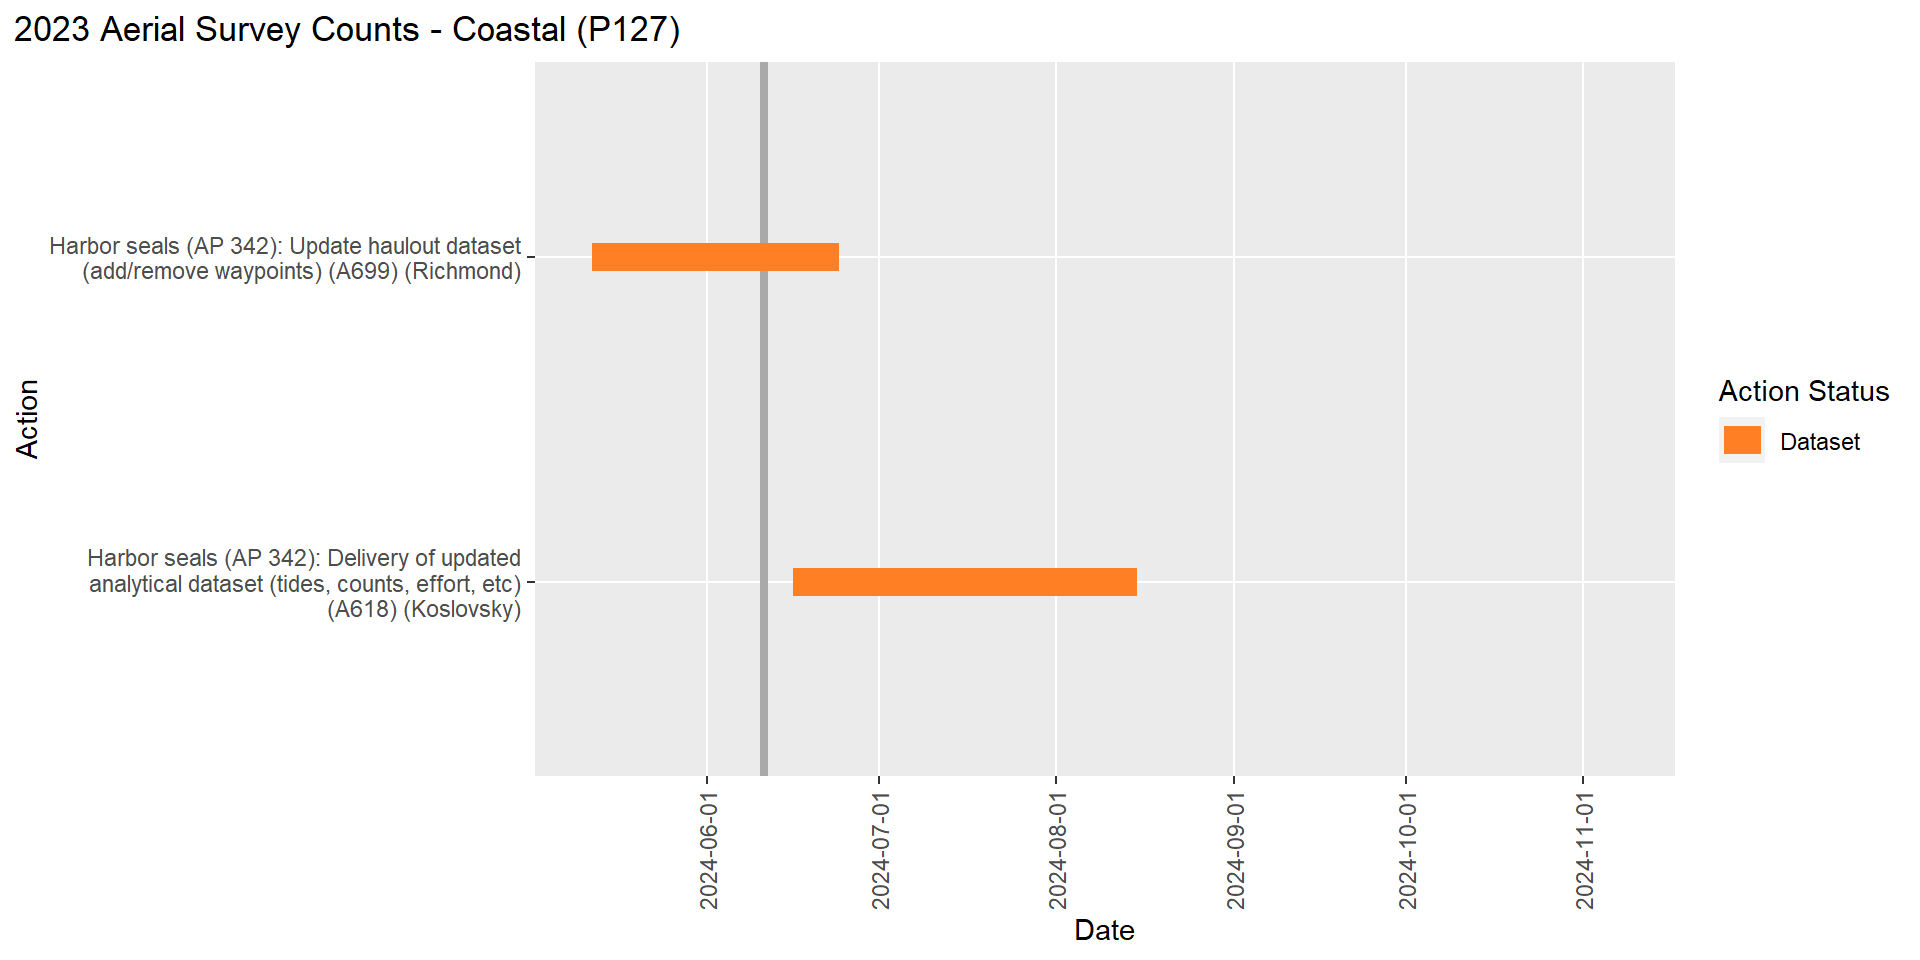 2023 Aerial Survey Counts - Coastal (P127)
Harbor seals (AP 342): Update haulout dataset
(add/remove waypoints) (A699) (Richmond)
Action
Harbor seals (AP 342): Delivery of updated
analytical dataset (tides, counts, effort, etc)
(A618) (Koslovsky)
Action Status
Dataset
2024-06-01
2024-07-01
2024-08-01
2024-09-01
2024-10-01
2024-11-01
Date